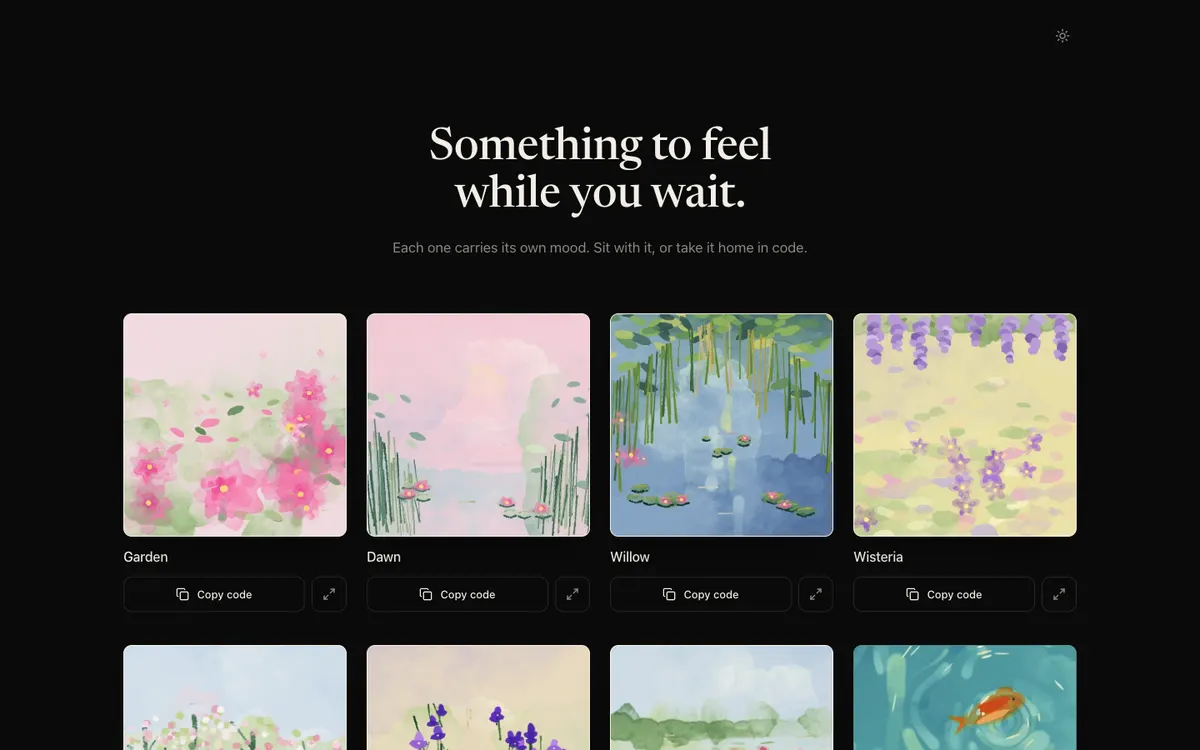 Something to feel
while you wait.
Each one carries its own mood. Sit with it, or take it home in code.
Garden
Dawn
Willow
Wisteria
Copy code
Copy code
Copy code
Copy code